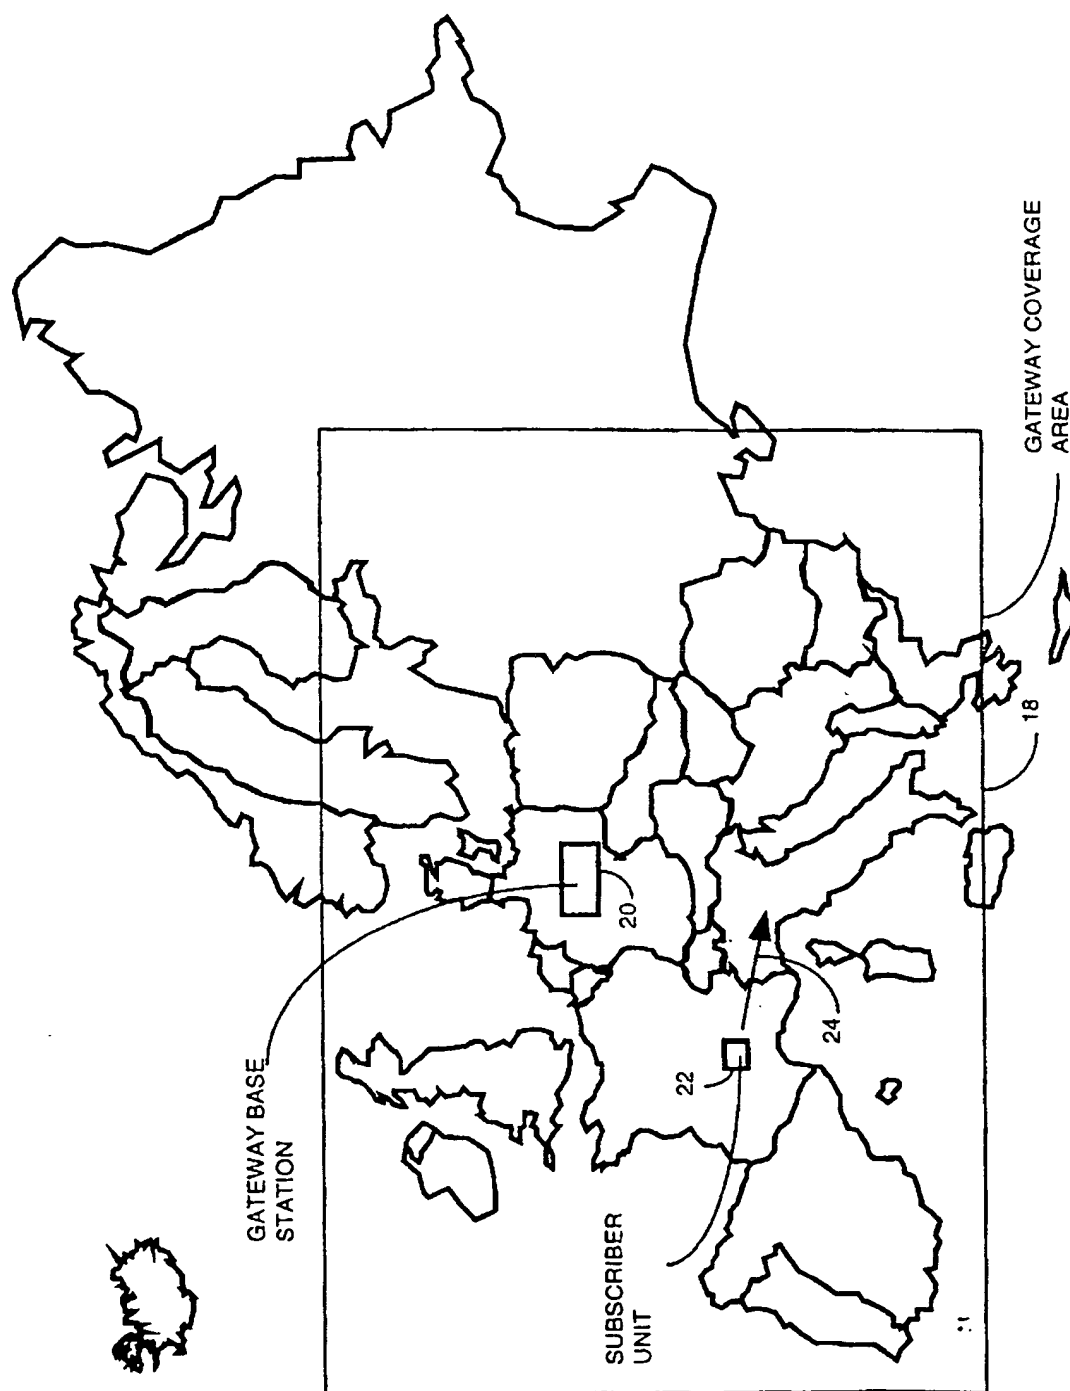 GATEWAY BASE
STATION
20
SUBSCRIBER
UNIT
22
24
18
GATEWAY COVERAGE
AREA